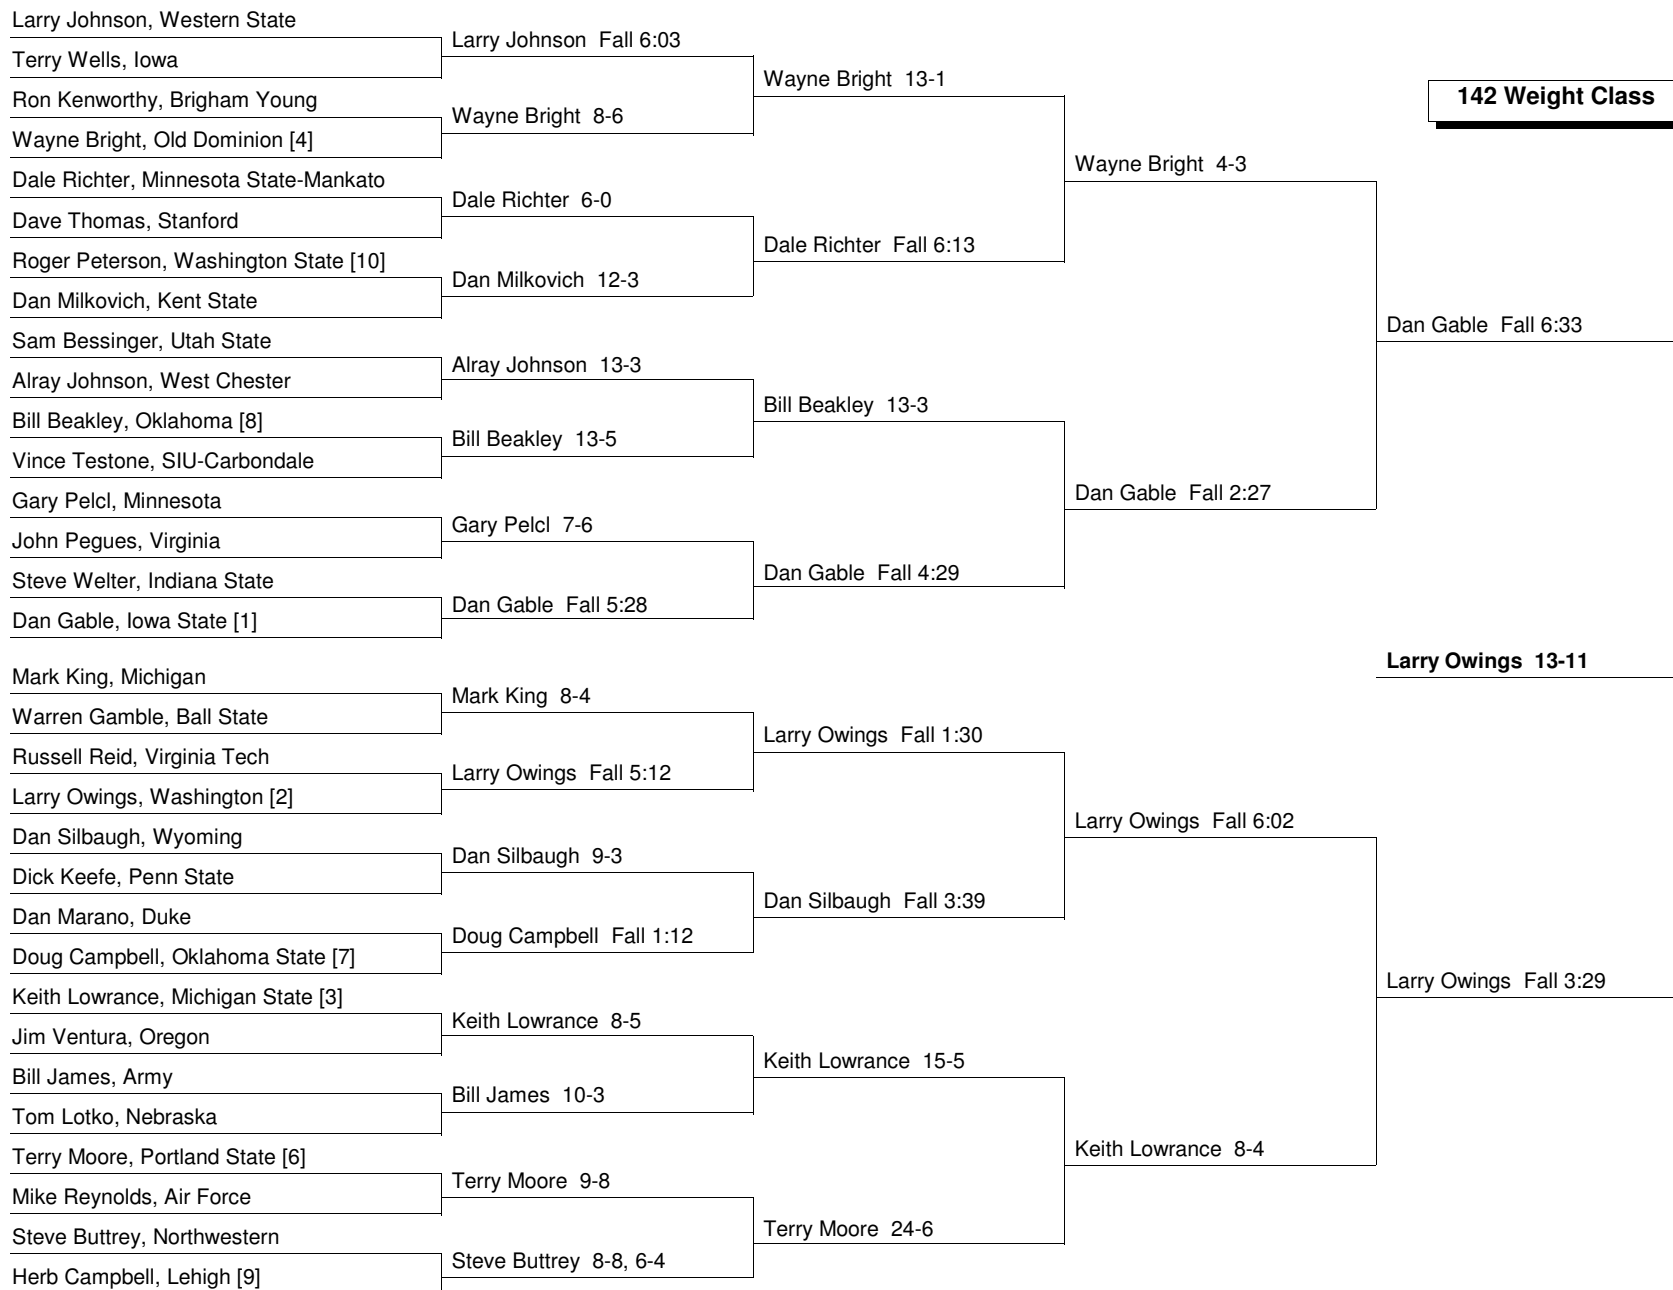 Larry Johnson, Western State
Terry Wells, Iowa
Ron Kenworthy, Brigham Young
Wayne Bright, Old Dominion [4]
Dale Richter, Minnesota State-Mankato
Dave Thomas, Stanford
Roger Peterson, Washington State [10]
Dan Milkovich, Kent State
Sam Bessinger, Utah State
Alray Johnson, West Chester
Bill Beakley, Oklahoma [8]
Vince Testone, SIU-Carbondale
Gary Pelcl, Minnesota
John Pegues, Virginia
Steve Welter, Indiana State
Dan Gable, Iowa State [1]
Mark King, Michigan
Warren Gamble, Ball State
Russell Reid, Virginia Tech
Larry Owings, Washington [2]
Dan Silbaugh, Wyoming
Dick Keefe, Penn State
Dan Marano, Duke
Doug Campbell, Oklahoma State [7]
Keith Lowrance, Michigan State [3]
Jim Ventura, Oregon
Bill James, Army
Tom Lotko, Nebraska
Terry Moore, Portland State [6]
Mike Reynolds, Air Force
Steve Buttrey, Northwestern
Herb Campbell, Lehigh [9]
Larry Johnson Fall 6:03
Wayne Bright 8-6
Dale Richter 6-0
Dan Milkovich 12-3
Alray Johnson 13-3
Bill Beakley 13-5
Gary Pelcl 7-6
Dan Gable Fall 5:28
Mark King 8-4
Larry Owings Fall 5:12
Dan Silbaugh 9-3
Doug Campbell Fall 1:12
Keith Lowrance 8-5
Bill James 10-3
Terry Moore 9-8
Steve Buttrey 8-8, 6-4
Wayne Bright 13-1
Dale Richter Fall 6:13
Bill Beakley 13-3
Dan Gable Fall 4:29
Larry Owings Fall 1:30
Dan Silbaugh Fall 3:39
Keith Lowrance 15-5
Terry Moore 24-6
Wayne Bright 4-3
Dan Gable Fall 2:27
Larry Owings Fall 6:02
Keith Lowrance 8-4
142 Weight Class
Dan Gable Fall 6:33
Larry Owings 13-11
Larry Owings Fall 3:29